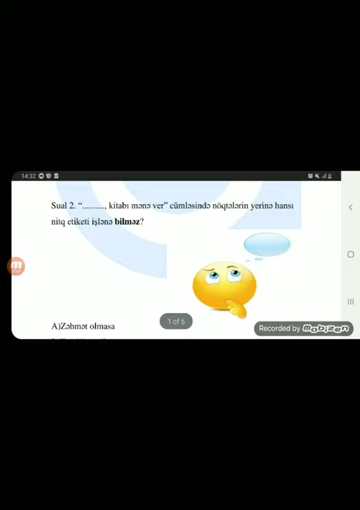 14:32
Sual 2. "..........., kitabı mənə ver" cümləsində nöqtələrin yerinə hansı
nitq etiketi işlənə bilməz?
A)Zəhmət olmasa
1 of 6
Recorded by mobizen